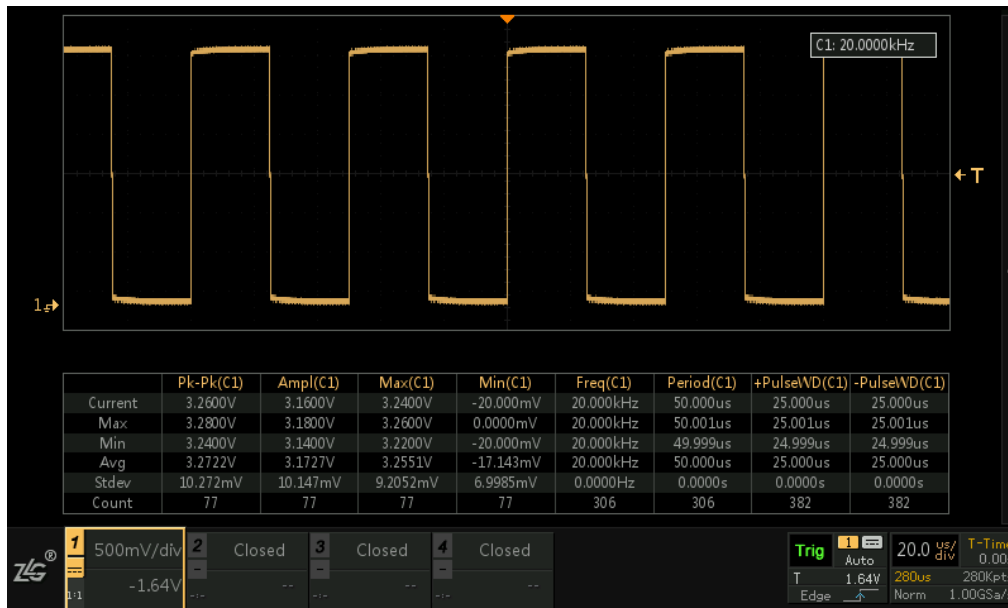 C1: 20.0000kHz
T
1
Pk-Pk(C1) Ampl(C1) Max(C1) Min(C1) Freq(C1) Period(C1) +PulseWD(C1) -PulseWD(C1)
Current 3.2600V 3.1600V 3.2400V -20.000mV 20.000kHz 50.000us 25.000us 25.000us
Max 3.2800V 3.1800V 3.2600V 0.0000mV 20.000kHz 50.001us 25.001us 25.001us
Min 3.2400V 3.1400V 3.2200V -20.000mV 20.000kHz 49.999us 24.999us 24.999us
Avg 3.2722V 3.1727V 3.2551V -17.143mV 20.000kHz 50.000us 25.000us 25.000us
Stdev 10.272mV 10.147mV 9.2052mV 6.9985mV 0.0000Hz 0.0000s 0.0000s 0.0000s
Count 77 77 77 77 306 306 382 382
ZLG®
1 500mV/div 2 Closed 3 Closed 4 Closed
-1.64V -- -- --
1:1 -:- -:- -:-
Trig 1 Auto 20.0 us/div T-Time
0.00
T 1.64V 280us 280Kpt
Edge Norm 1.00GSa/